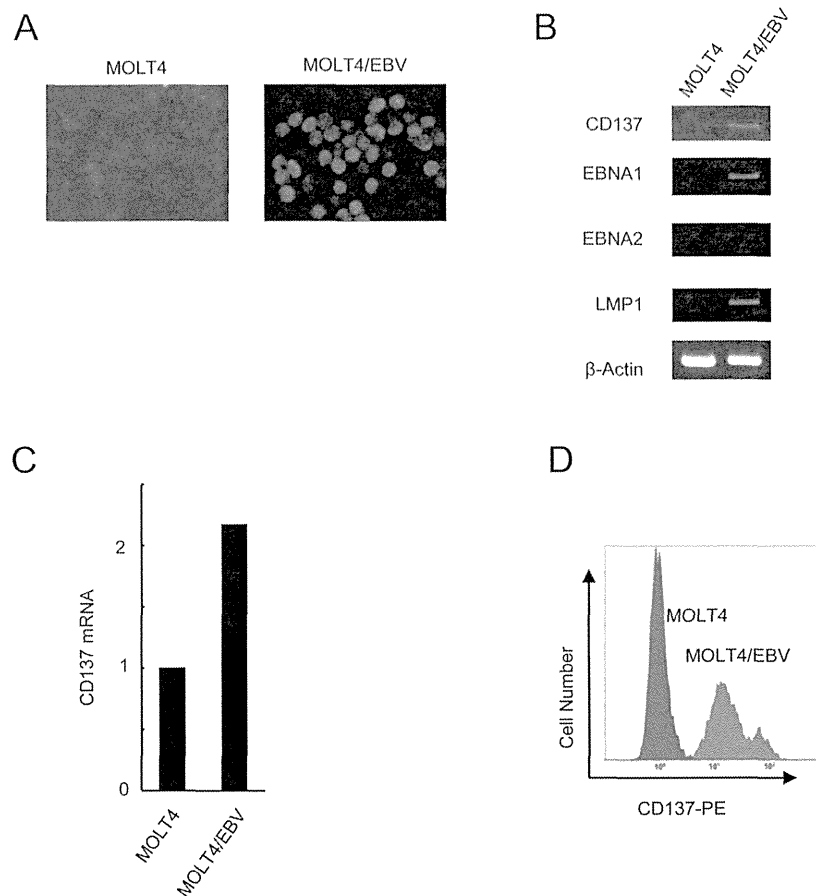 A
MOLT4
MOLT4/EBV
B
MOLT4
MOLT4/EBV
CD137
EBNA1
EBNA2
LMP1
β-Actin
C
CD137 mRNA
2
1
0
MOLT4
MOLT4/EBV
D
Cell Number
MOLT4
MOLT4/EBV
CD137-PE